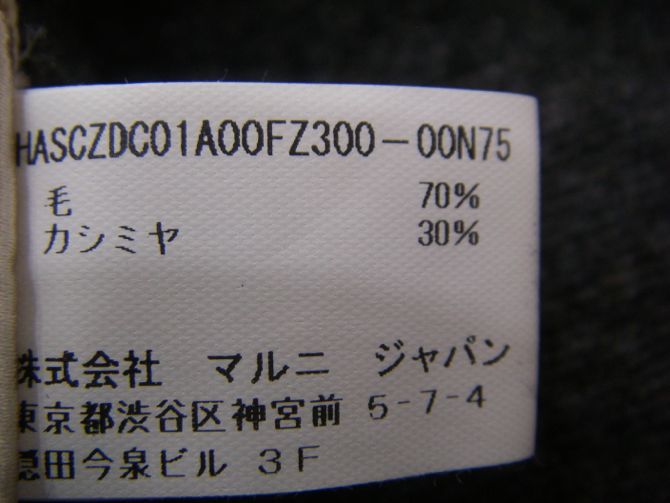 HASCZDC01A00FZ300-00N75
毛 70%
カシミヤ 30%
株式会社 マルニ ジャパン
東京都渋谷区神宮前 5-7-4
穏田今泉ビル 3F